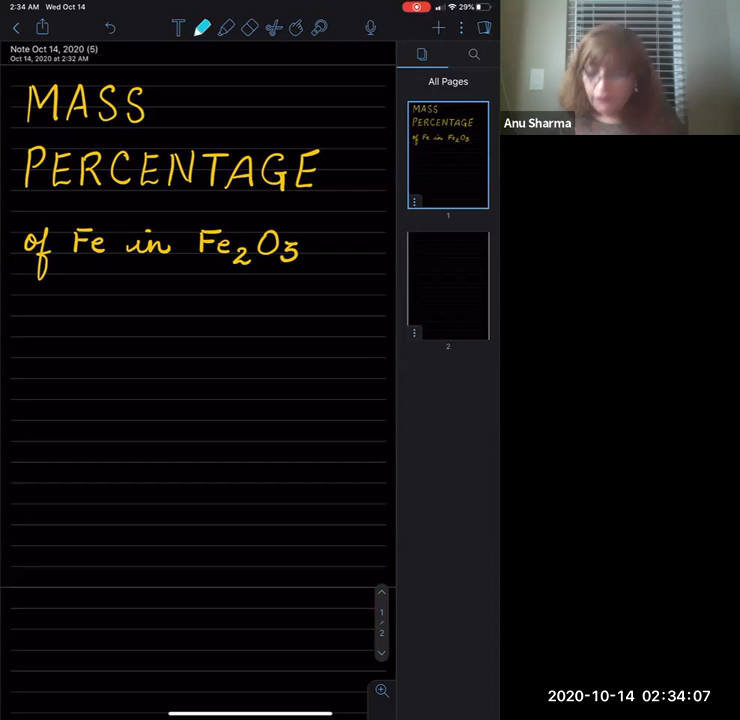 2:34 AM Wed Oct 14
29%
Note Oct 14, 2020 (5)
Oct 14, 2020 at 2:32 AM
MASS
PERCENTAGE
of Fe in Fe₂O₃
All Pages
MASS
PERCENTAGE
of Fe in Fe₂O₃
1
2
1
/
2
Anu Sharma
2020-10-14 02:34:07